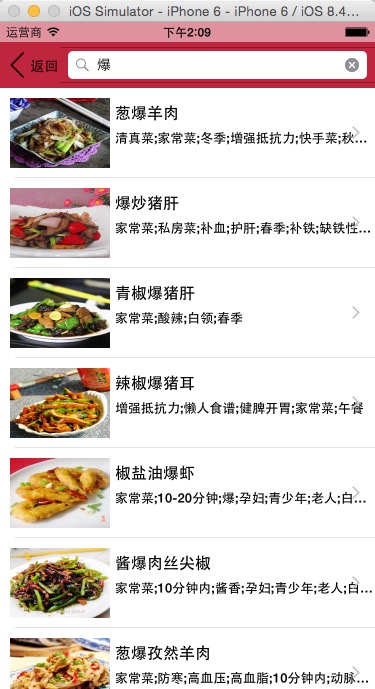 iOS Simulator - iPhone 6 - iPhone 6 / iOS 8.4…
运营商 下午2:09
返回 爆
葱爆羊肉
清真菜;家常菜;冬季;增强抵抗力;快手菜;秋…
爆炒猪肝
家常菜;私房菜;补血;护肝;春季;补铁;缺铁性…
青椒爆猪肝
家常菜;酸辣;白领;春季
辣椒爆猪耳
增强抵抗力;懒人食谱;健脾开胃;家常菜;午餐
椒盐油爆虾
家常菜;10-20分钟;爆;孕妇;青少年;老人;白…
酱爆肉丝尖椒
家常菜;10分钟内;酱香;孕妇;青少年;老人;白…
葱爆孜然羊肉
家常菜;防寒;高血压;高血脂;10分钟内;动脉…